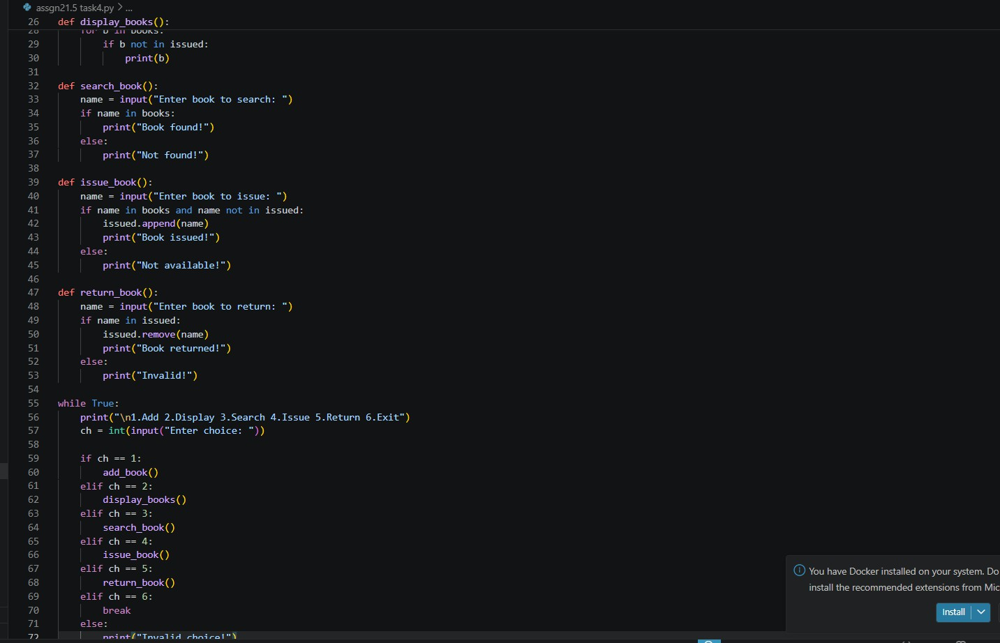 assgn21.5 task4.py > ...
26 def display_books():
28 for b in books:
29 if b not in issued:
30 print(b)
31
32 def search_book():
33 name = input("Enter book to search: ")
34 if name in books:
35 print("Book found!")
36 else:
37 print("Not found!")
38
39 def issue_book():
40 name = input("Enter book to issue: ")
41 if name in books and name not in issued:
42 issued.append(name)
43 print("Book issued!")
44 else:
45 print("Not available!")
46
47 def return_book():
48 name = input("Enter book to return: ")
49 if name in issued:
50 issued.remove(name)
51 print("Book returned!")
52 else:
53 print("Invalid!")
54
55 while True:
56 print("\n1.Add 2.Display 3.Search 4.Issue 5.Return 6.Exit")
57 ch = int(input("Enter choice: "))
58
59 if ch == 1:
60 add_book()
61 elif ch == 2:
62 display_books()
63 elif ch == 3:
64 search_book()
65 elif ch == 4:
66 issue_book()
67 elif ch == 5:
68 return_book()
69 elif ch == 6:
70 break
71 else:
72 print("Invalid choice!")
You have Docker installed on your system. Do
install the recommended extensions from Mic
Install